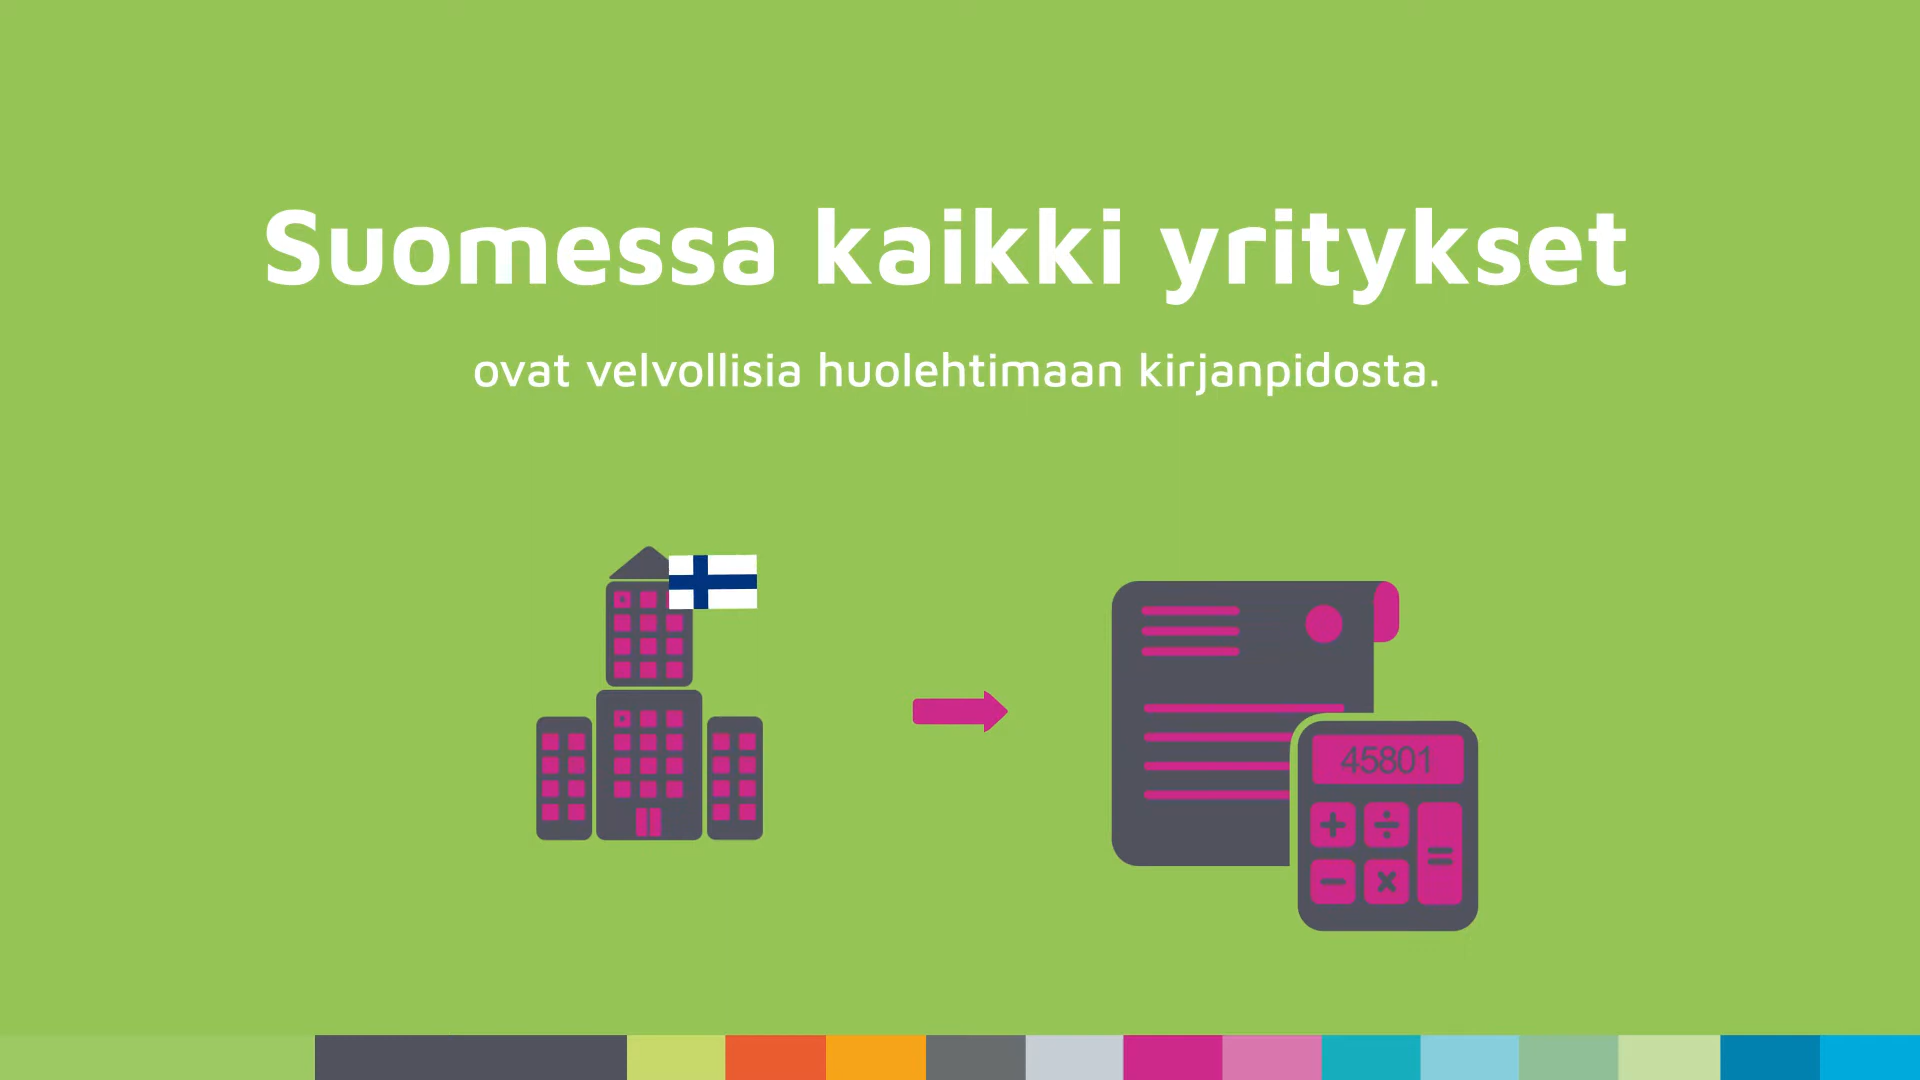 Suomessa kaikki yritykset
ovat velvollisia huolehtimaan kirjanpidosta.
45801
+ ÷
=
− ×